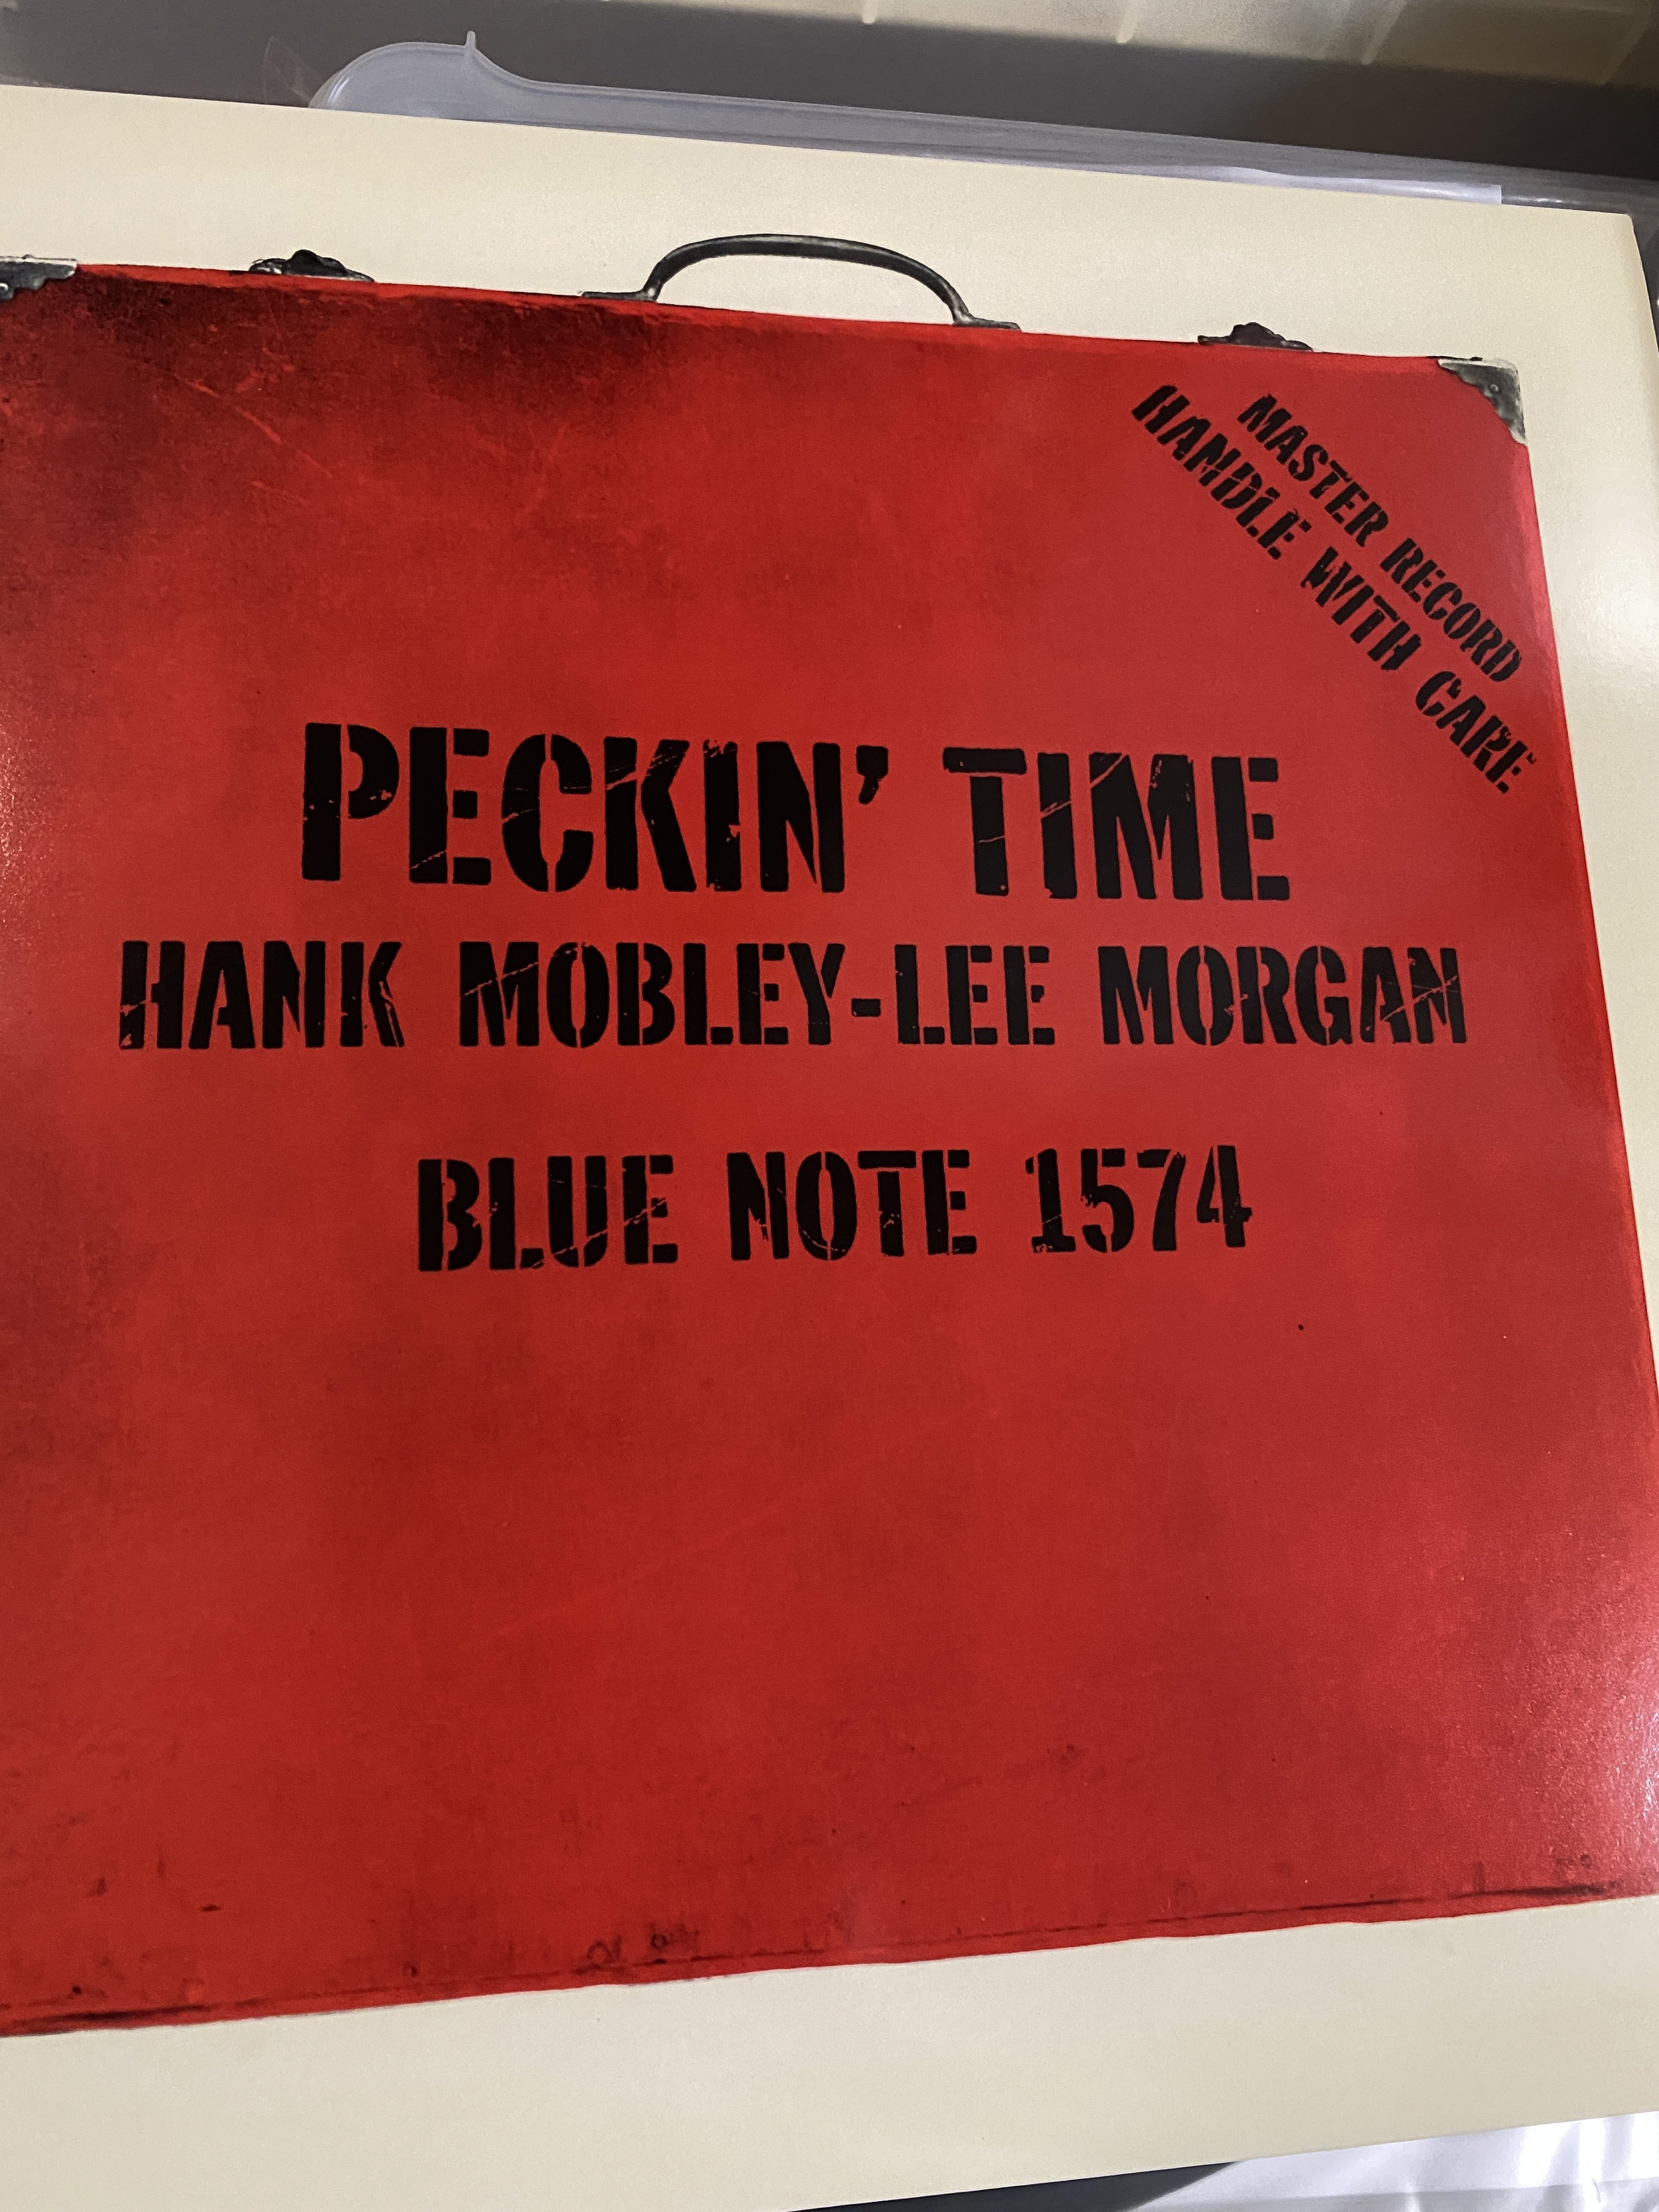 MASTER RECORD
HANDLE WITH CARE
PECKIN' TIME
HANK MOBLEY-LEE MORGAN
BLUE NOTE 1574